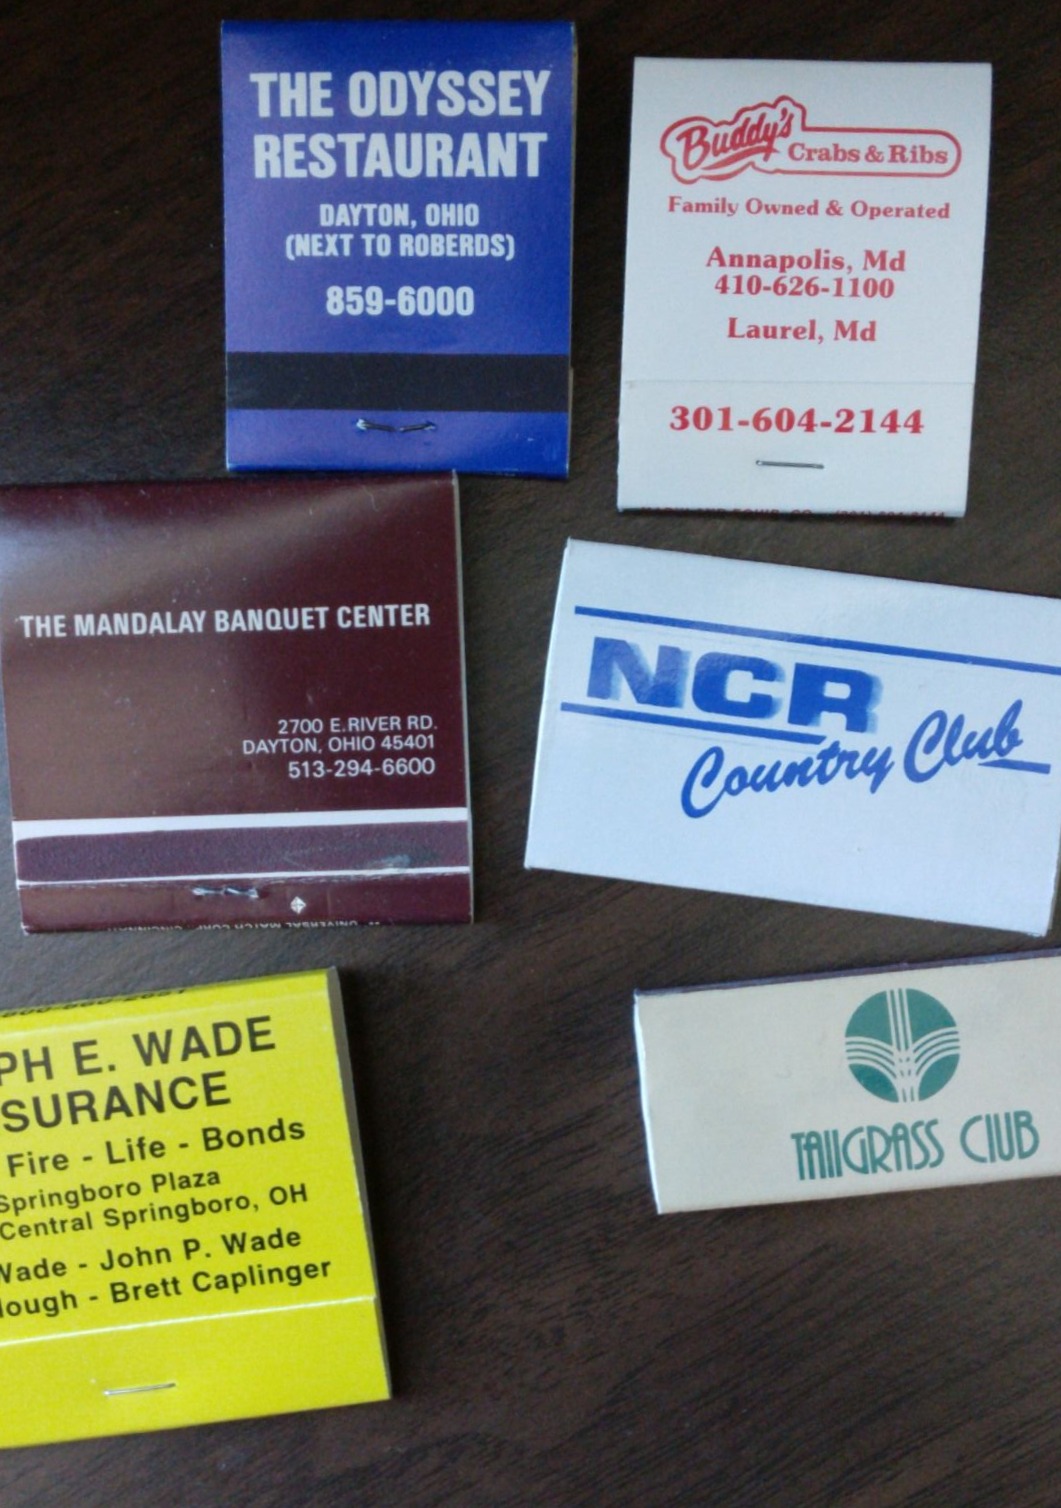 THE ODYSSEY
RESTAURANT
DAYTON, OHIO
(NEXT TO ROBERDS)
859-6000
Buddy's
Crabs & Ribs
Family Owned & Operated
Annapolis, Md
410-626-1100
Laurel, Md
301-604-2144
THE MANDALAY BANQUET CENTER
2700 E.RIVER RD.
DAYTON, OHIO 45401
513-294-6600
UNIVERSAL MATCH CORP.
NCR
Country Club
PH E. WADE
SURANCE
Fire - Life - Bonds
Springboro Plaza
Central Springboro, OH
Wade - John P. Wade
lough - Brett Caplinger
TAllGRASS ClUB